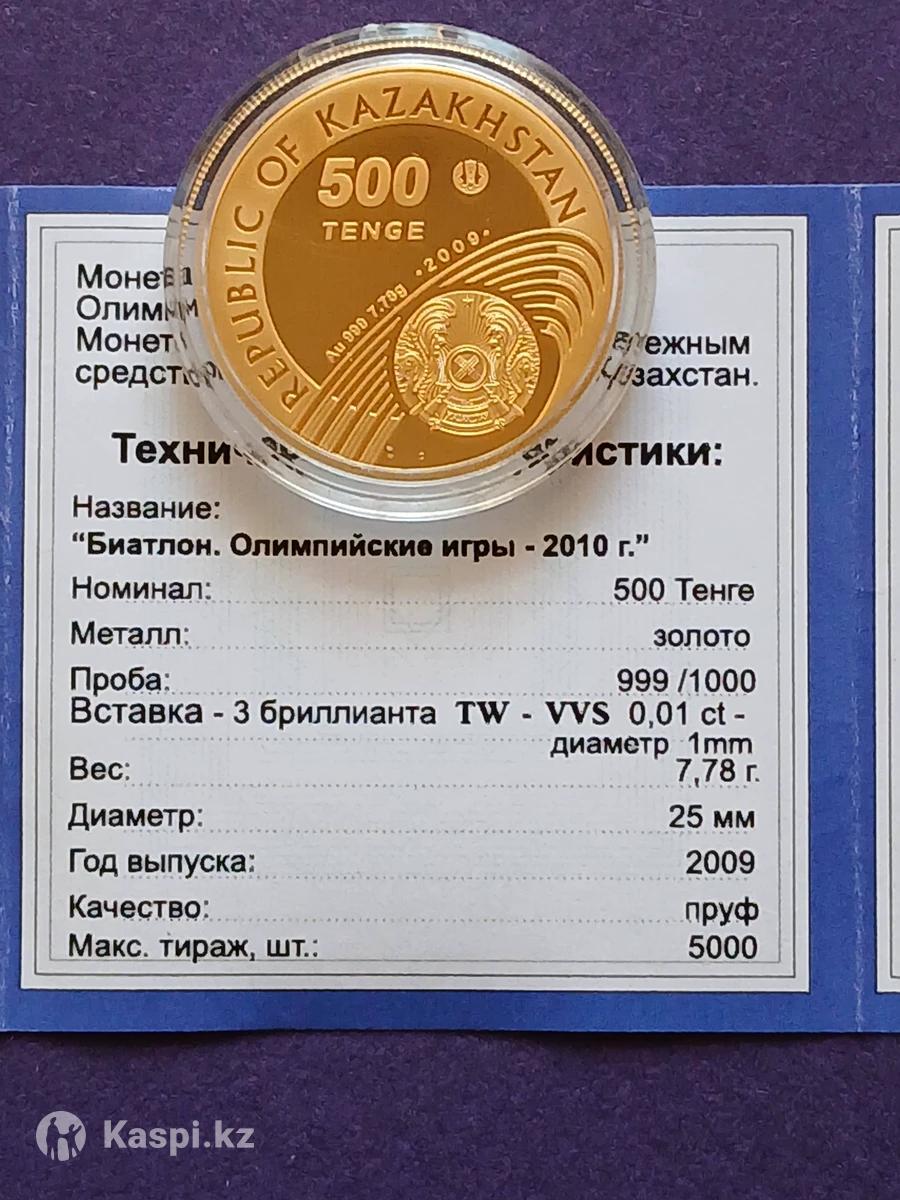 REPUBLIC OF KAZAKHSTAN
500
TENGE
·2009·
Au 999 7.78g
Монет
Олим
Монет ежным
средст захстан.
Техни истики:
Название:
“Биатлон. Олимпийские игры - 2010 г.”
Номинал: 500 Тенге
Металл: золото
Проба: 999 /1000
Вставка - 3 бриллианта TW - VVS 0,01 ct -
диаметр 1mm
Вес: 7,78 г.
Диаметр: 25 мм
Год выпуска: 2009
Качество: пруф
Макс. тираж, шт.: 5000
Kaspi.kz